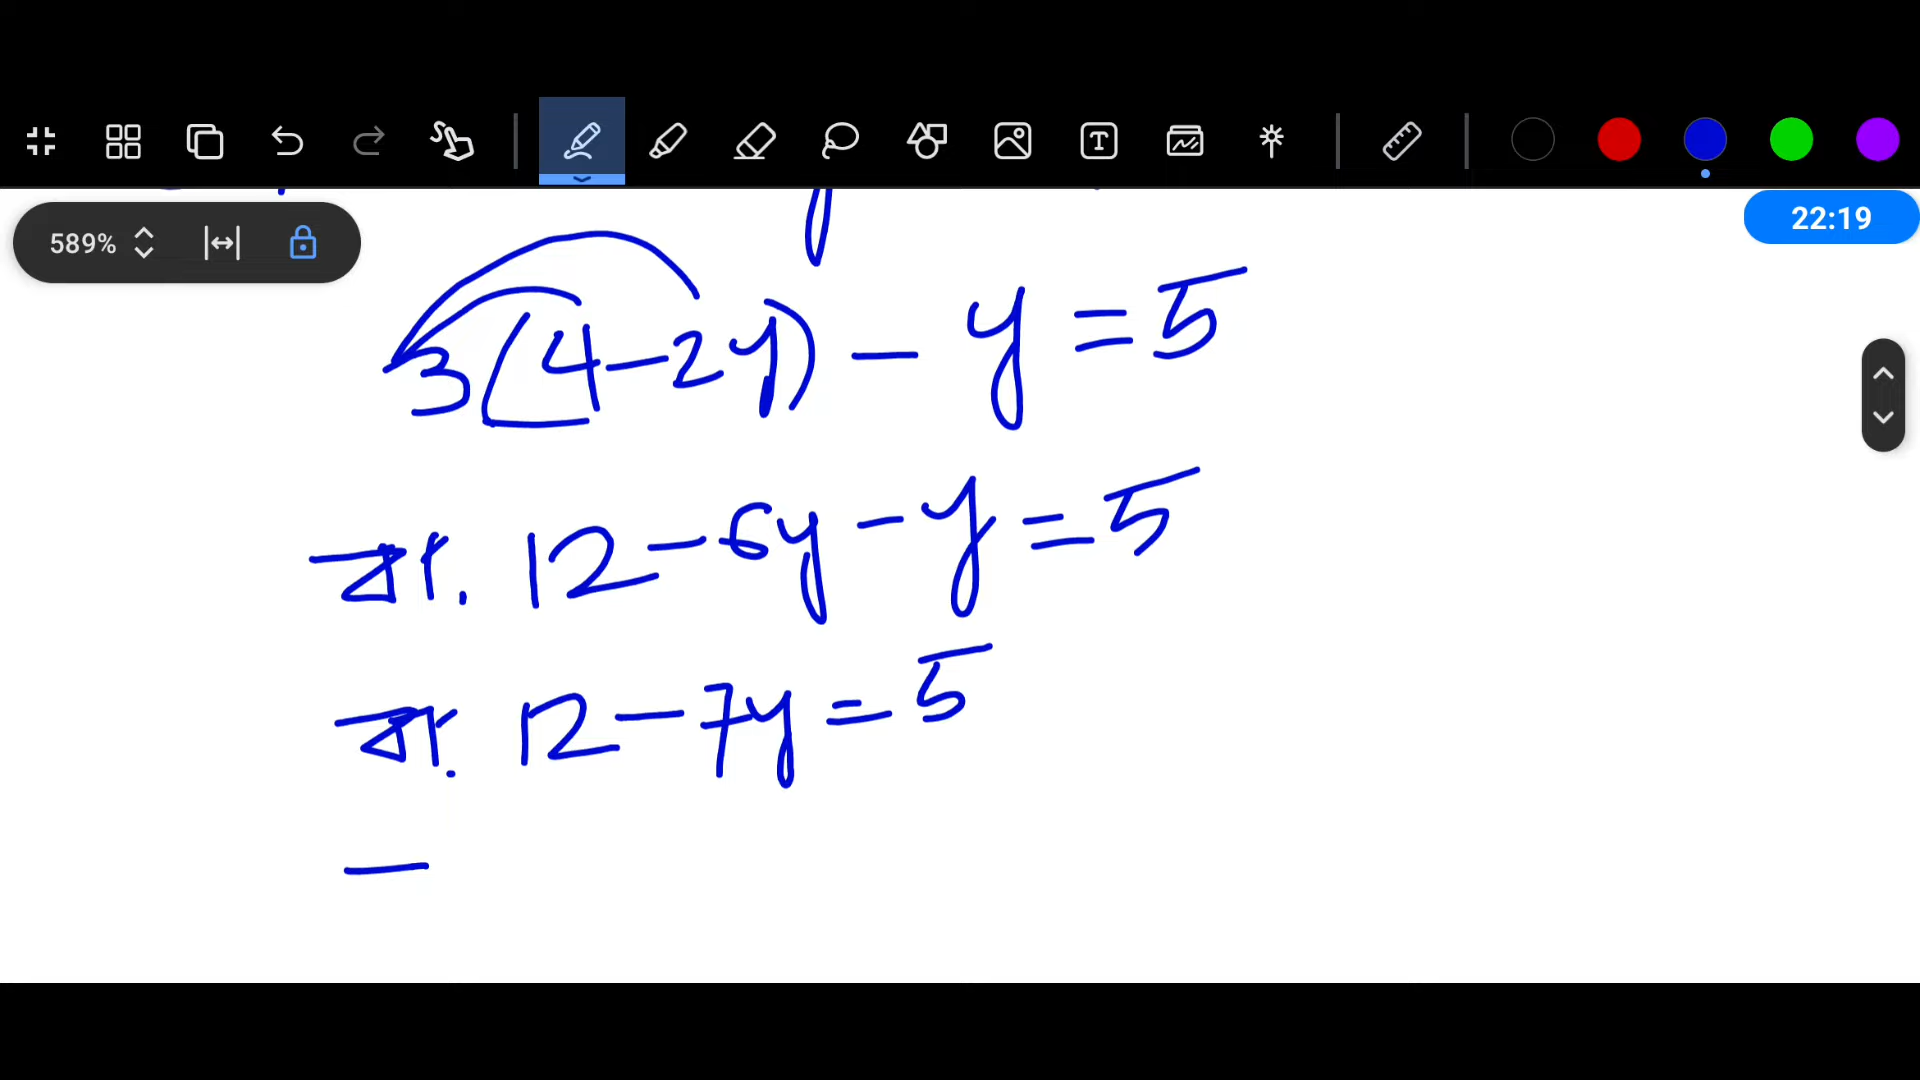 589%
22:19
3(4-2y) - y = 5
বা. 12 - 6y - y = 5
বা. 12 - 7y = 5